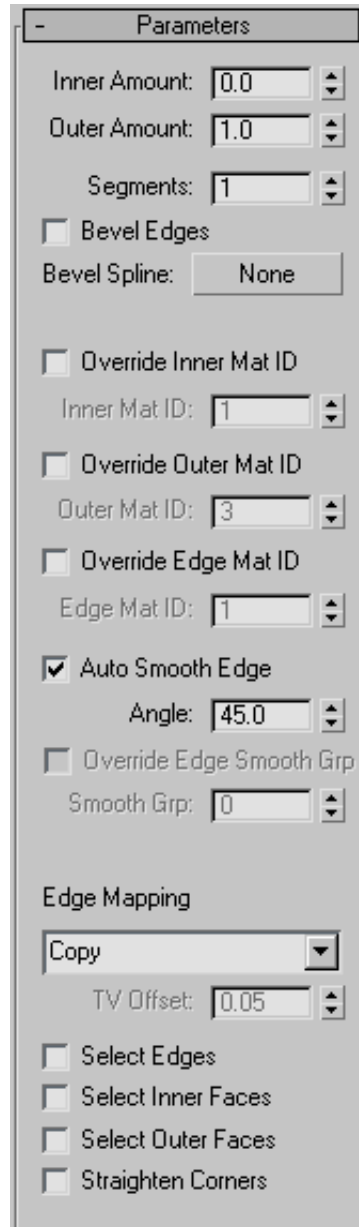 - Parameters
Inner Amount: 0.0
Outer Amount: 1.0
Segments: 1
Bevel Edges
Bevel Spline: None
Override Inner Mat ID
Inner Mat ID: 1
Override Outer Mat ID
Outer Mat ID: 3
Override Edge Mat ID
Edge Mat ID: 1
Auto Smooth Edge
Angle: 45.0
Override Edge Smooth Grp
Smooth Grp: 0
Edge Mapping
Copy
TV Offset: 0.05
Select Edges
Select Inner Faces
Select Outer Faces
Straighten Corners